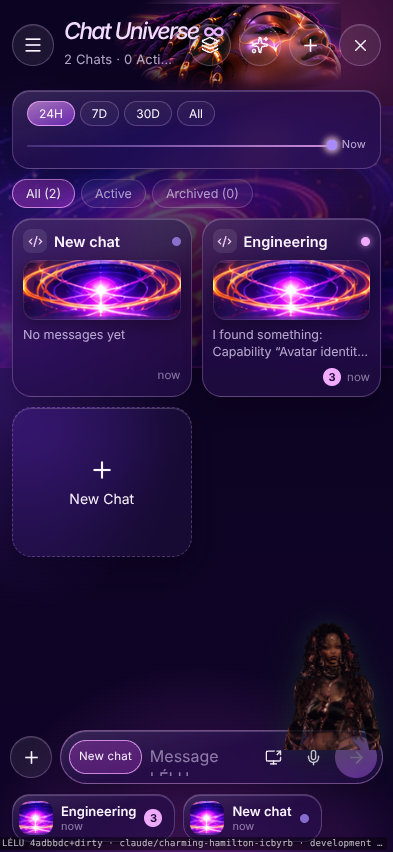 Chat Universe ∞
2 Chats · 0 Acti...
24H 7D 30D All
Now
All (2) Active Archived (0)
New chat
No messages yet
now
Engineering
I found something:
Capability “Avatar identit...
3 now
New Chat
New chat Message
Engineering
now
3
New chat
now
LÉLU 4adbbdc+dirty · claude/charming-hamilton-icbyrb · development …